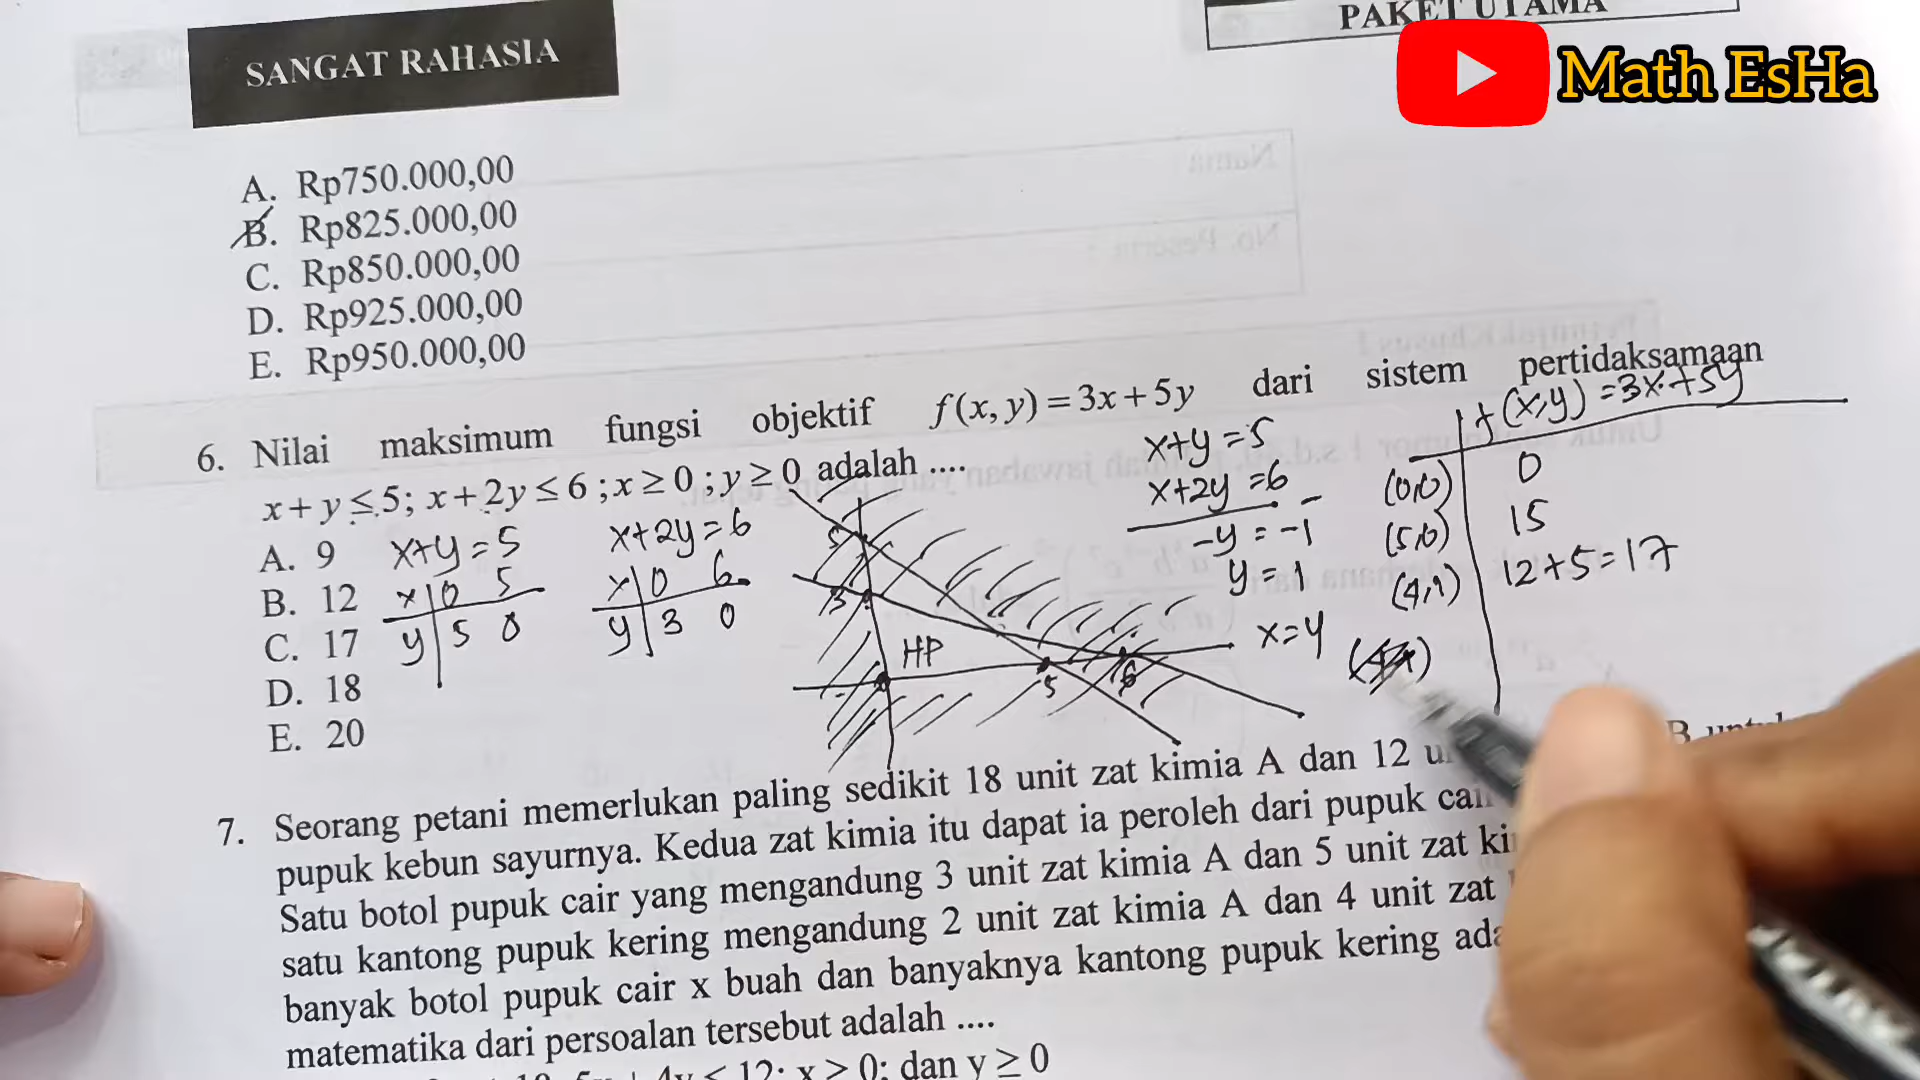 PAKET UTAMA
SANGAT RAHASIA
Math EsHa
A. Rp750.000,00
B. Rp825.000,00
C. Rp850.000,00
D. Rp925.000,00
E. Rp950.000,00
6. Nilai maksimum fungsi objektif f(x, y) = 3x + 5y dari sistem pertidaksamaan
x + y ≤ 5; x + 2y ≤ 6 ; x ≥ 0 ; y ≥ 0 adalah ....
A. 9
B. 12
C. 17
D. 18
E. 20
x+y = 5
x 0 5
y 5 0
x+2y = 6
x 0 6
y 3 0
5
3
HP
5
6
x+y = 5
x+2y = 6 –
-y = -1
y = 1
x = 4
f(x,y) = 3x+5y
(0,0) 0
(5,0) 15
(4,1) 12+5 = 17
7. Seorang petani memerlukan paling sedikit 18 unit zat kimia A dan 12
pupuk kebun sayurnya. Kedua zat kimia itu dapat ia peroleh dari pupuk
Satu botol pupuk cair yang mengandung 3 unit zat kimia A dan 5 unit zat
satu kantong pupuk kering mengandung 2 unit zat kimia A dan 4 unit zat
banyak botol pupuk cair x buah dan banyaknya kantong pupuk kering
matematika dari persoalan tersebut adalah ....
dan y ≥ 0